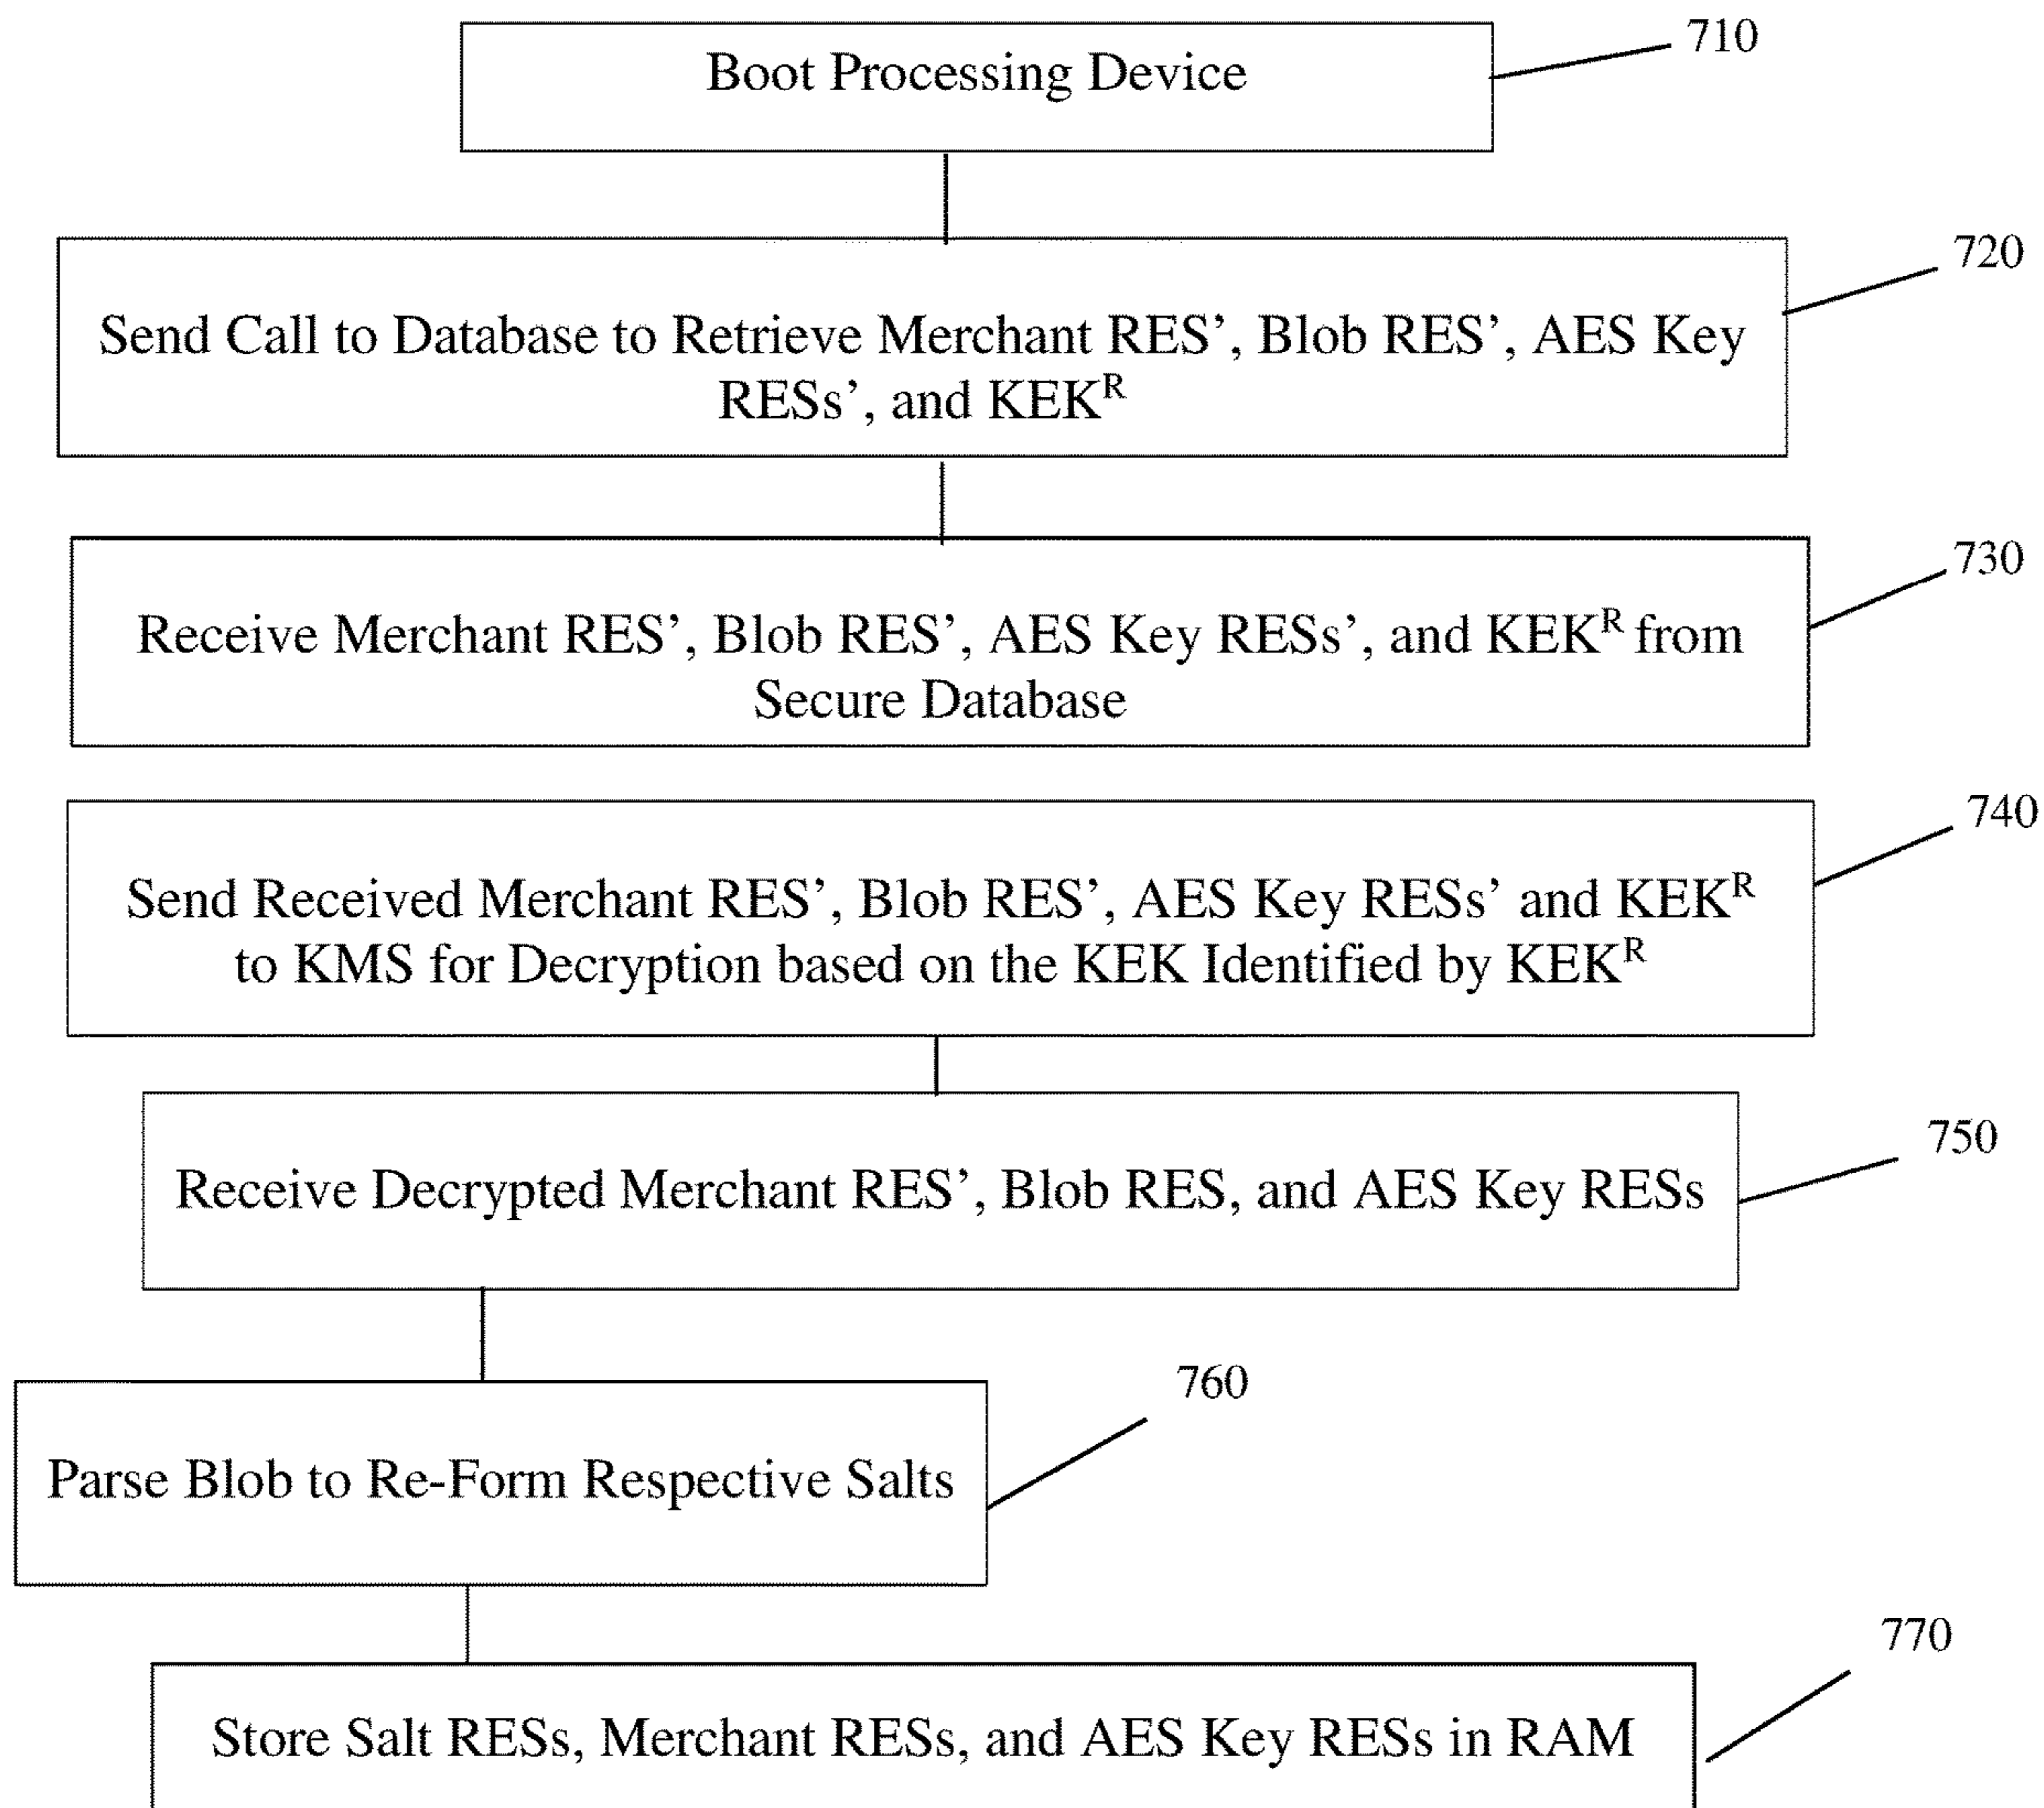 Boot Processing Device
710
720
Send Call to Database to Retrieve Merchant RES’, Blob RES’, AES Key
RESs’, and KEKᴿ
730
Receive Merchant RES’, Blob RES’, AES Key RESs’, and KEKᴿ from
Secure Database
740
Send Received Merchant RES’, Blob RES’, AES Key RESs’ and KEKᴿ
to KMS for Decryption based on the KEK Identified by KEKᴿ
750
Receive Decrypted Merchant RES’, Blob RES, and AES Key RESs
760
Parse Blob to Re-Form Respective Salts
770
Store Salt RESs, Merchant RESs, and AES Key RESs in RAM